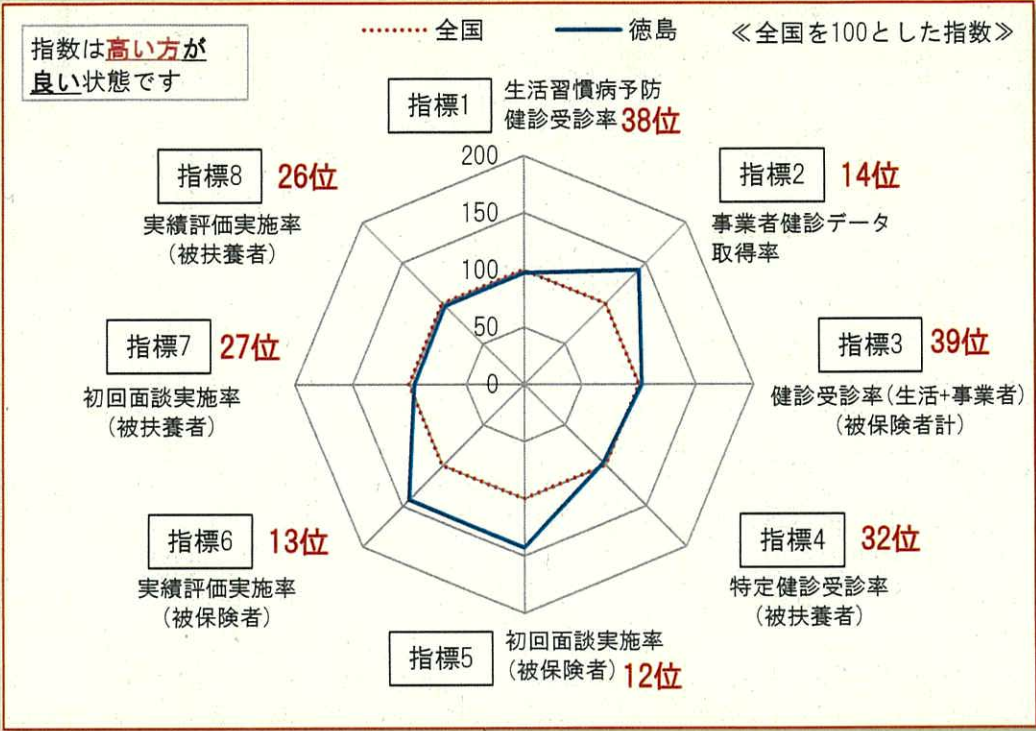 指数は高い方が
良い状態です
全国
徳島
≪全国を100とした指数≫
指標1
生活習慣病予防
健診受診率 38位
指標2 14位
事業者健診データ
取得率
指標3 39位
健診受診率(生活+事業者)
(被保険者計)
指標4 32位
特定健診受診率
(被扶養者)
指標5
初回面談実施率
(被保険者) 12位
指標6 13位
実績評価実施率
(被保険者)
指標7 27位
初回面談実施率
(被扶養者)
指標8 26位
実績評価実施率
(被扶養者)
200
150
100
50
0